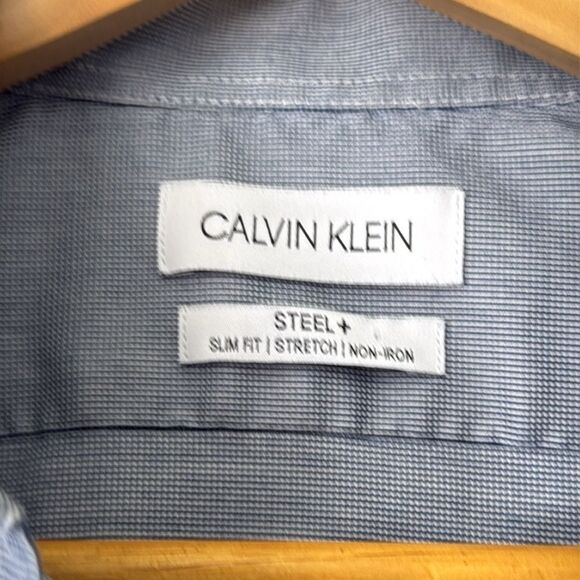 CALVIN KLEIN
STEEL+
SLIM FIT | STRETCH | NON-IRON